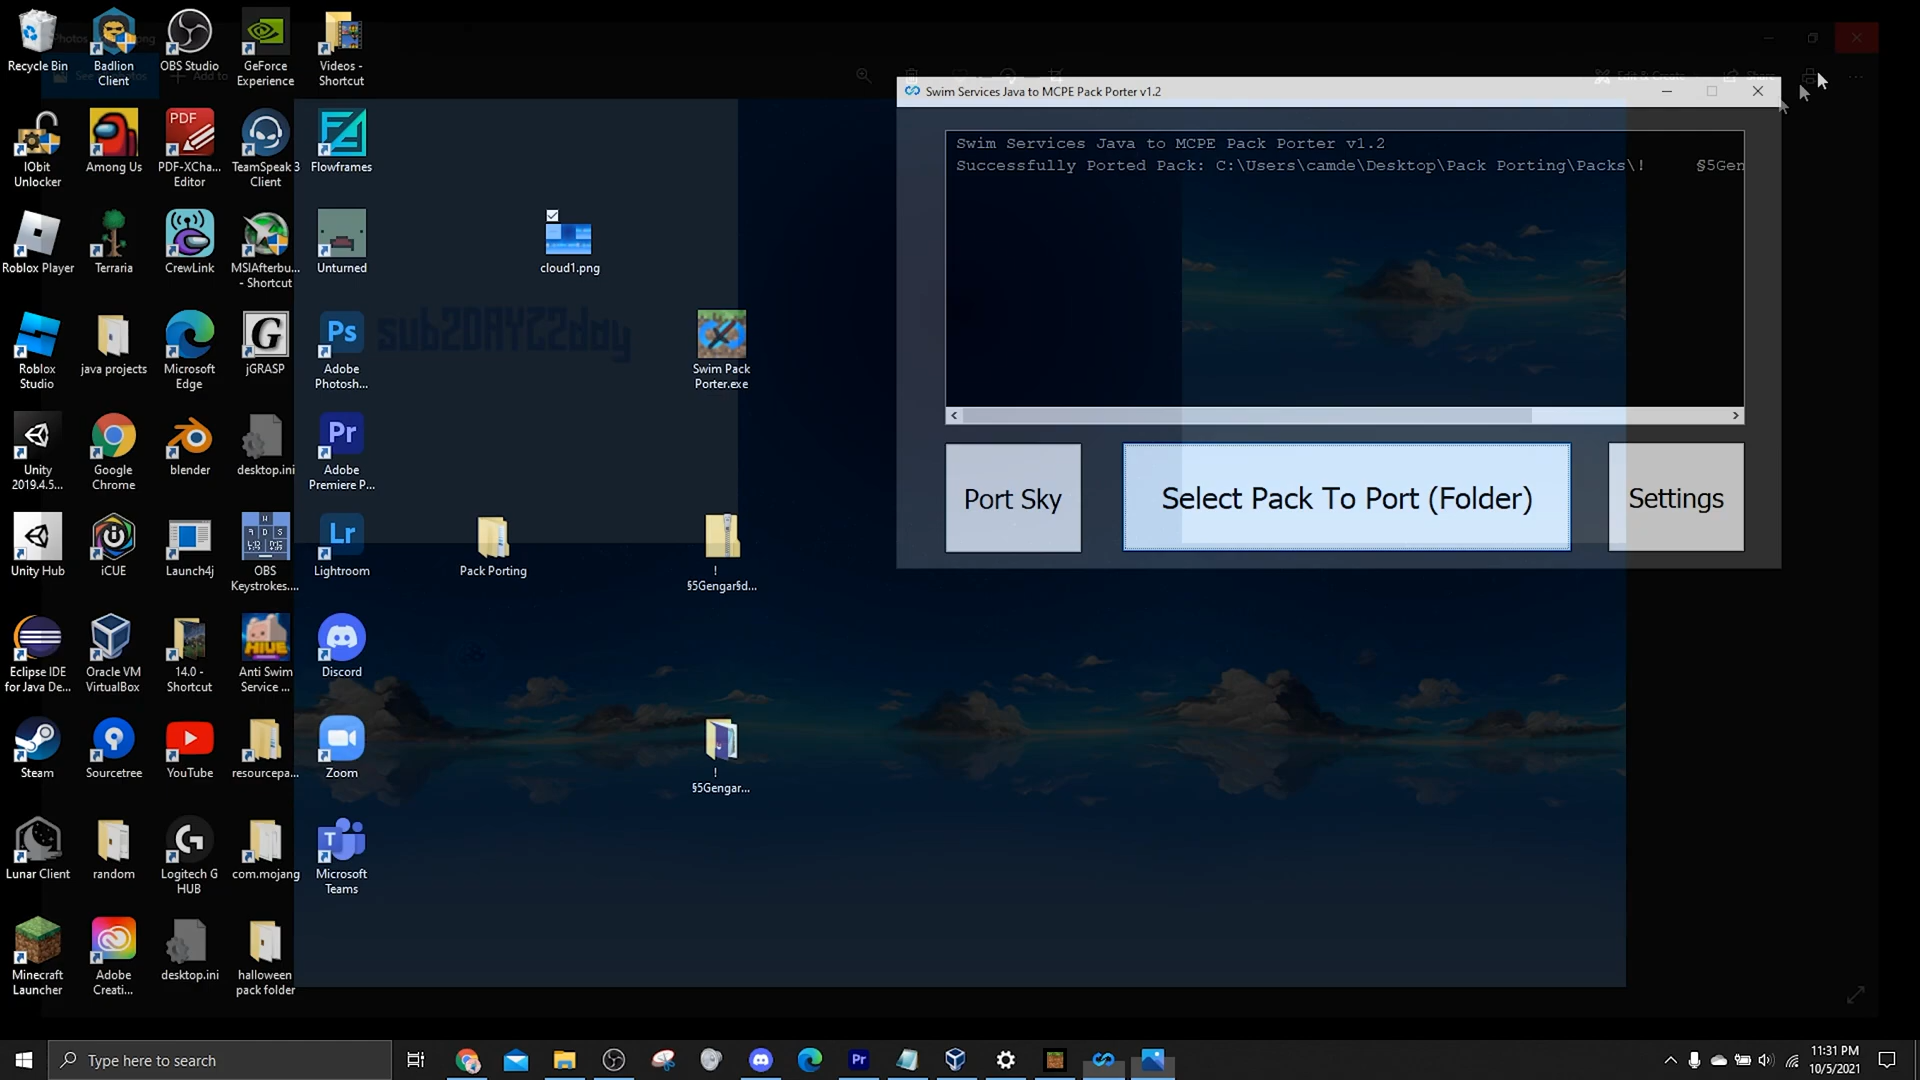 Recycle Bin
Badlion
Client
OBS Studio
GeForce
Experience
Videos -
Shortcut
IObit
Unlocker
Among Us
PDF-XCha...
Editor
TeamSpeak 3
Client
Flowframes
Roblox Player
Terraria
CrewLink
MSIAfterbu...
- Shortcut
Unturned
cloud1.png
Roblox
Studio
java projects
Microsoft
Edge
jGRASP
Adobe
Photosh...
sub2DAYZ2day
Swim Pack
Porter.exe
Unity
2019.4.5...
Google
Chrome
blender
desktop.ini
Adobe
Premiere P...
Unity Hub
iCUE
Launch4j
OBS
Keystrokes....
Lightroom
Pack Porting
!
§5Gengar§d...
Eclipse IDE
for Java De...
Oracle VM
VirtualBox
14.0 -
Shortcut
Anti Swim
Service ...
Discord
Steam
Sourcetree
YouTube
resourcepa...
Zoom
!
§5Gengar...
Lunar Client
random
Logitech G
HUB
com.mojang
Microsoft
Teams
Minecraft
Launcher
Adobe
Creati...
desktop.ini
halloween
pack folder
Swim Services Java to MCPE Pack Porter v1.2
Swim Services Java to MCPE Pack Porter v1.2
Successfully Ported Pack: C:\Users\camde\Desktop\Pack Porting\Packs\! §5Gen
Port Sky
Select Pack To Port (Folder)
Settings
Edit & Create
Share
Type here to search
11:31 PM
10/5/2021